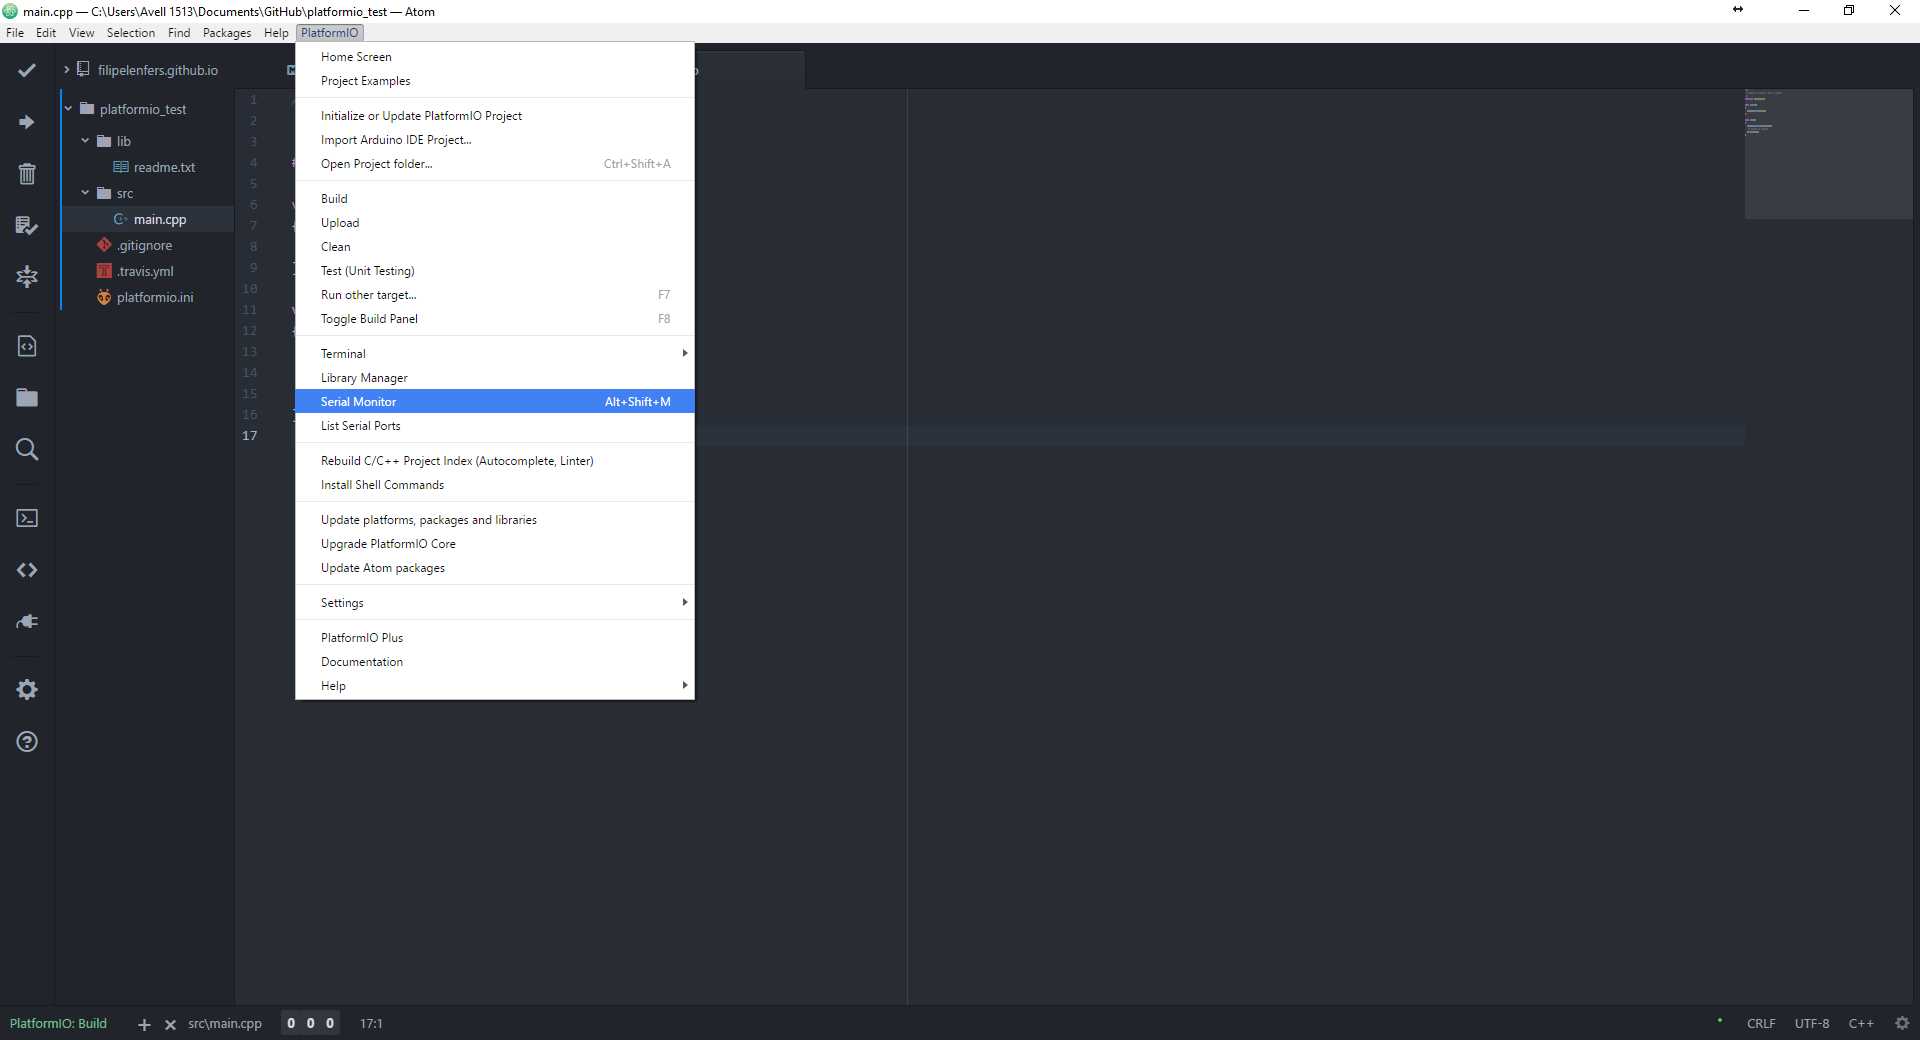 main.cpp — C:\Users\Avell 1513\Documents\GitHub\platformio_test — Atom
File Edit View Selection Find Packages Help PlatformIO
filipelenfers.github.io
platformio_test
lib
readme.txt
src
main.cpp
.gitignore
.travis.yml
platformio.ini
1
2
3
4
5
6
7
8
9
10
11
12
13
14
15
16
17
Home Screen
Project Examples
Initialize or Update PlatformIO Project
Import Arduino IDE Project...
Open Project folder... Ctrl+Shift+A
Build
Upload
Clean
Test (Unit Testing)
Run other target... F7
Toggle Build Panel F8
Terminal
Library Manager
Serial Monitor Alt+Shift+M
List Serial Ports
Rebuild C/C++ Project Index (Autocomplete, Linter)
Install Shell Commands
Update platforms, packages and libraries
Upgrade PlatformIO Core
Update Atom packages
Settings
PlatformIO Plus
Documentation
Help
PlatformIO: Build + × src\main.cpp 0 0 0 17:1 CRLF UTF-8 C++